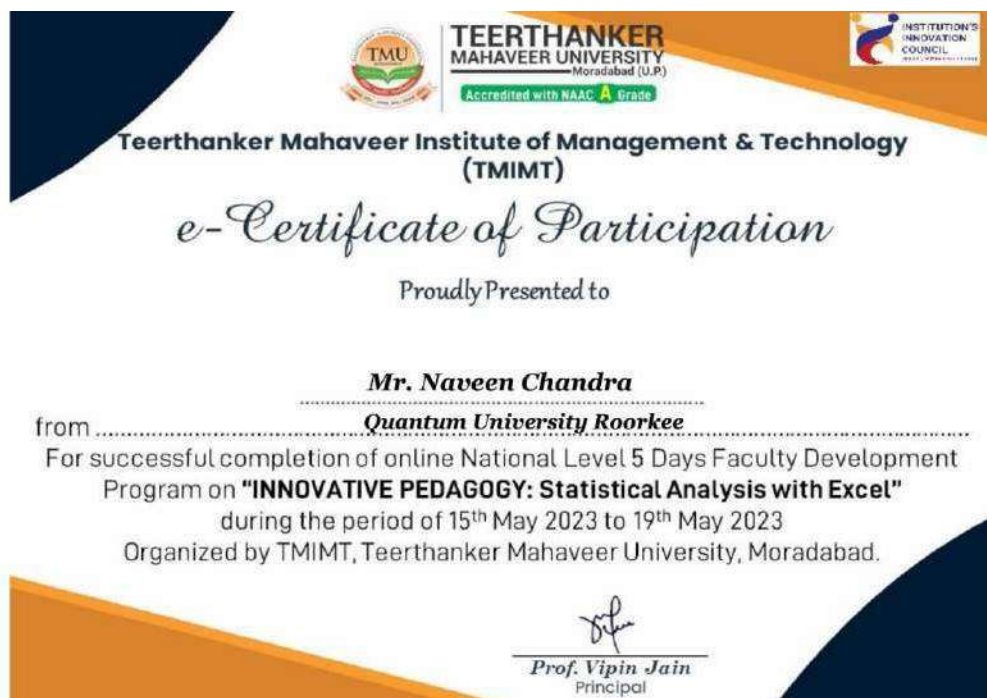 TMU
TEERTHANKER
MAHAVEER UNIVERSITY
Moradabad (U.P.)
Accredited with NAAC A Grade
INSTITUTION'S
INNOVATION
COUNCIL
Teerthanker Mahaveer Institute of Management & Technology
(TMIMT)
e-Certificate of Participation
Proudly Presented to
Mr. Naveen Chandra
from Quantum University Roorkee
For successful completion of online National Level 5 Days Faculty Development
Program on "INNOVATIVE PEDAGOGY: Statistical Analysis with Excel"
during the period of 15th May 2023 to 19th May 2023
Organized by TMIMT, Teerthanker Mahaveer University, Moradabad.
Prof. Vipin Jain
Principal